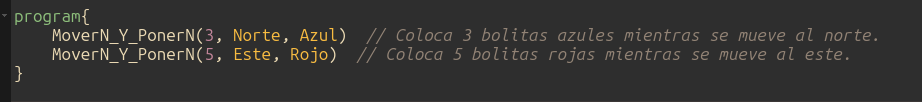 program{
    MoverN_Y_PonerN(3, Norte, Azul)  // Coloca 3 bolitas azules mientras se mueve al norte.
    MoverN_Y_PonerN(5, Este, Rojo)  // Coloca 5 bolitas rojas mientras se mueve al este.
}